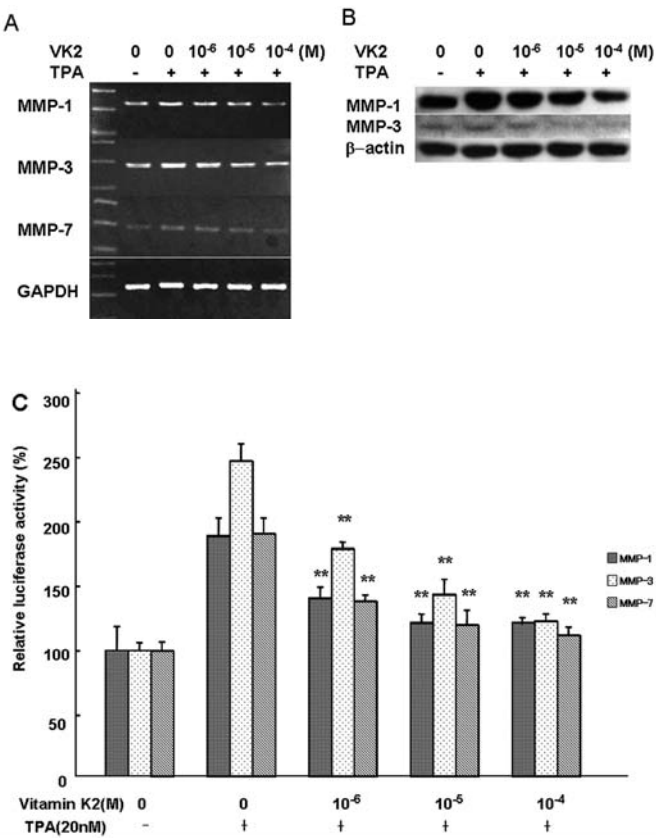 A
VK2 0 0 10-6 10-5 10-4 (M)
TPA - + + + +
MMP-1
MMP-3
MMP-7
GAPDH
B
VK2 0 0 10-6 10-5 10-4 (M)
TPA - + + + +
MMP-1
MMP-3
β-actin
C
Relative luciferase activity (%)
300
250
200
150
100
50
0
** ** **
** ** **
** ** **
MMP-1
MMP-3
MMP-7
Vitamin K2(M) 0 0 10-6 10-5 10-4
TPA(20nM) - + + + +